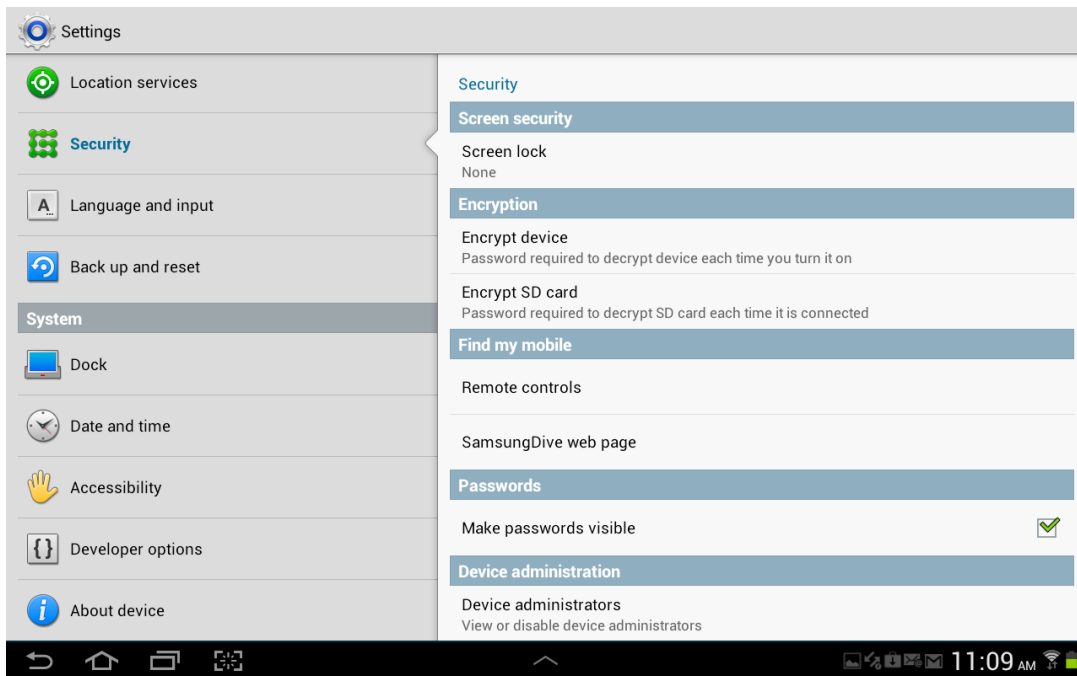 Settings
Location services
Security
Language and input
Back up and reset
System
Dock
Date and time
Accessibility
Developer options
About device
Security
Screen security
Screen lock
None
Encryption
Encrypt device
Password required to decrypt device each time you turn it on
Encrypt SD card
Password required to decrypt SD card each time it is connected
Find my mobile
Remote controls
SamsungDive web page
Passwords
Make passwords visible
Device administration
Device administrators
View or disable device administrators
11:09 AM